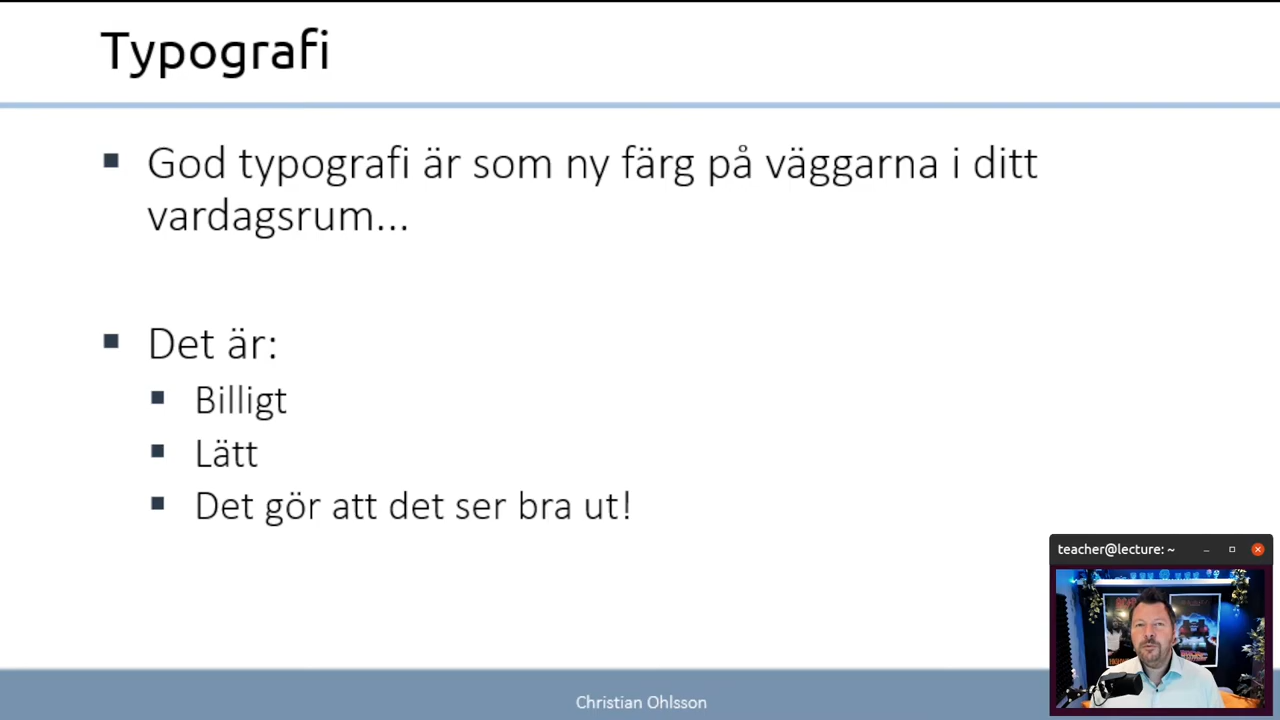 Typografi
God typografi är som ny färg på väggarna i ditt
vardagsrum...
Det är:
Billigt
Lätt
Det gör att det ser bra ut!
teacher@lecture: ~
Christian Ohlsson